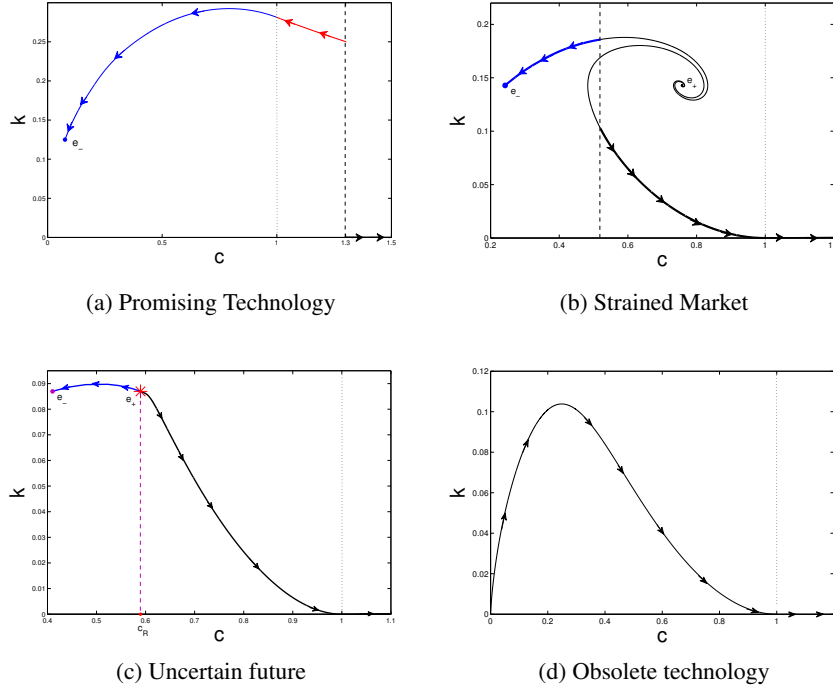 0.25
0.2
0.15
0.1
0.05
0
k
e_
0
0.5
1
1.3
1.5
c
(a) Promising Technology
0.2
0.15
0.1
0.05
0
k
e_
e+
0.2
0.4
0.6
0.8
1
c
(b) Strained Market
0.09
0.08
0.07
0.06
0.05
0.04
0.03
0.02
0.01
0
k
e_
e+
0.4
0.5
c_R
0.6
0.7
0.8
0.9
1
1.1
c
(c) Uncertain future
0.12
0.1
0.08
0.06
0.04
0.02
0
k
0
0.2
0.4
0.6
0.8
1
c
(d) Obsolete technology